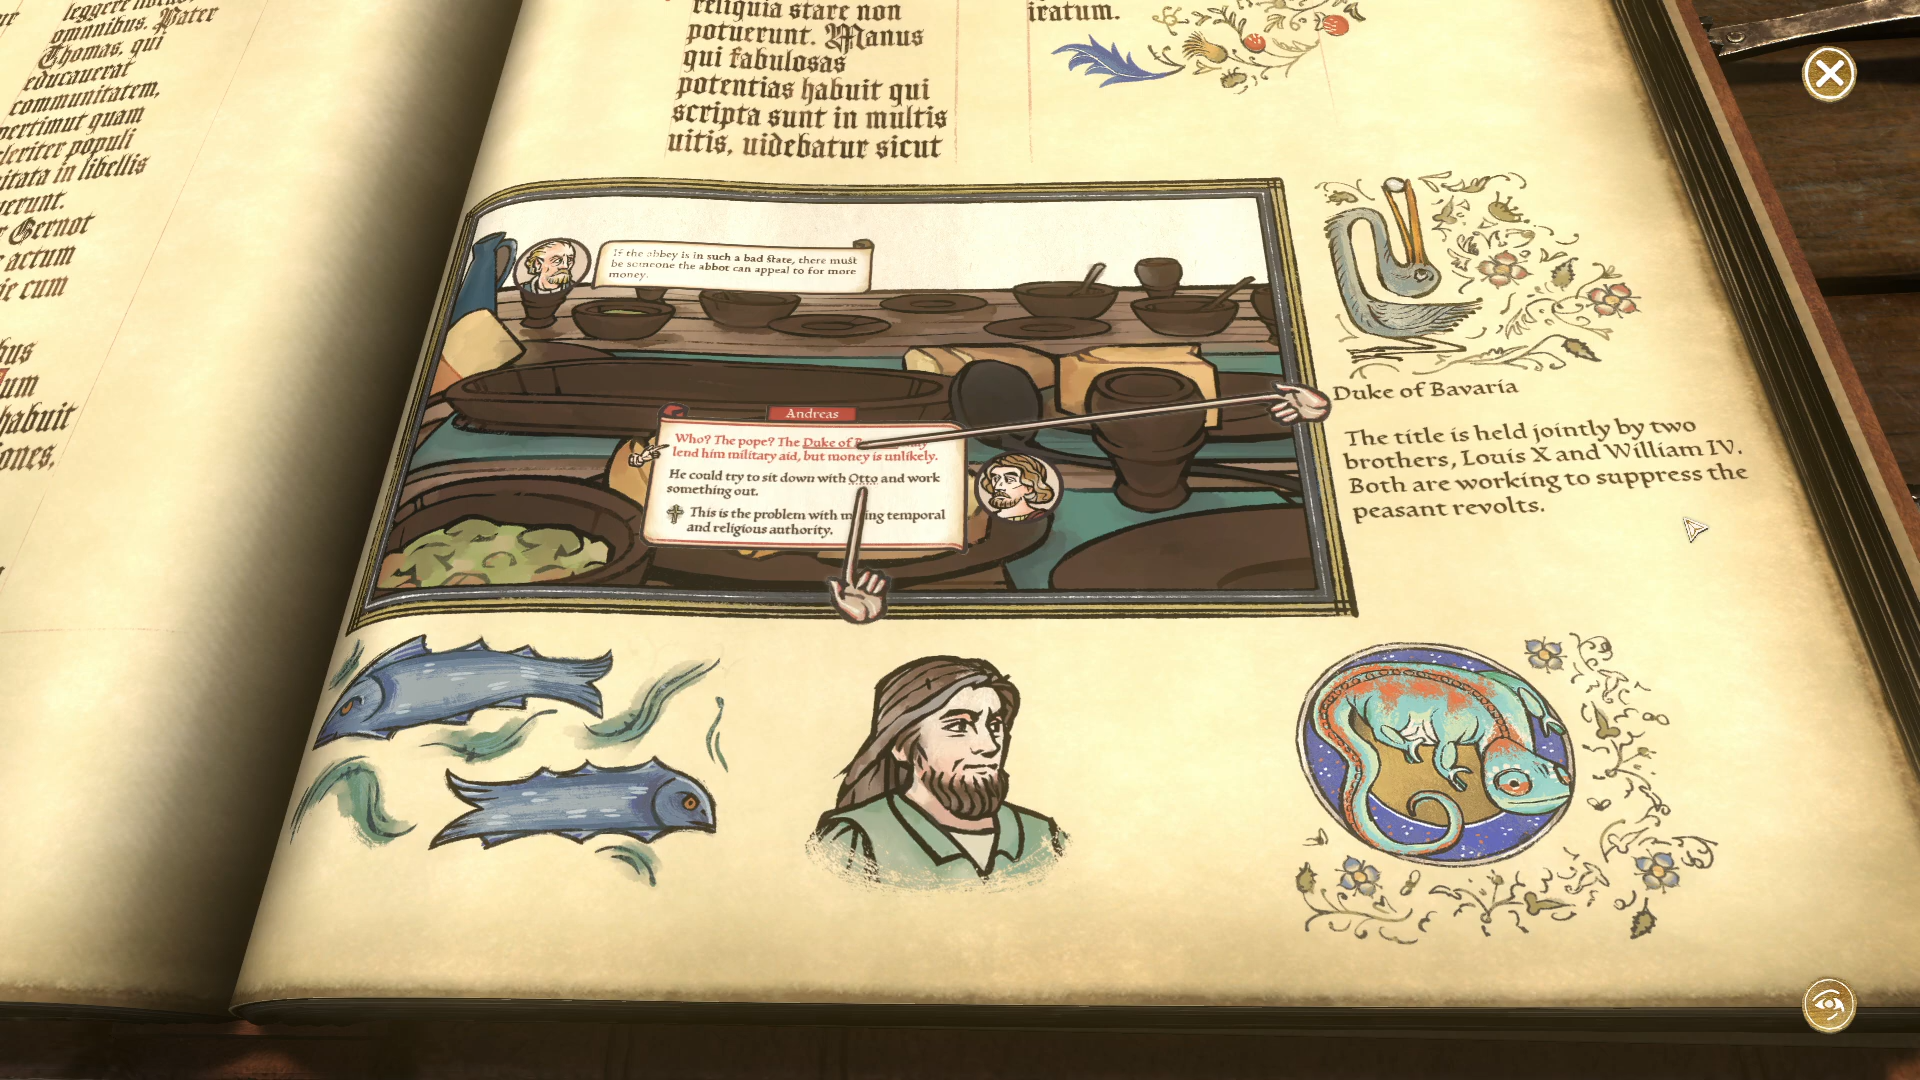 leggere
omnnibus. Pater
Thomas, qui
educauerat
communitatem,
pertimut quam
populi
in libellis
Gernot
actum
cum
habuit
reliquia stare non
potuerunt. Manus
qui fabulosas
potentias habuit qui
scripta sunt in multis
uitis, uidebatur sicut
iratum.
If the abbey is in such a bad state, there must
be someone the abbot can appeal to for more
money.
Andreas
Who? The pope? The Duke of
lend him military aid, but money is unlikely.
He could try to sit down with Otto and work
something out.
This is the problem with temporal
and religious authority.
Duke of Bavaria
The title is held jointly by two
brothers, Louis X and William IV.
Both are working to suppress the
peasant revolts.